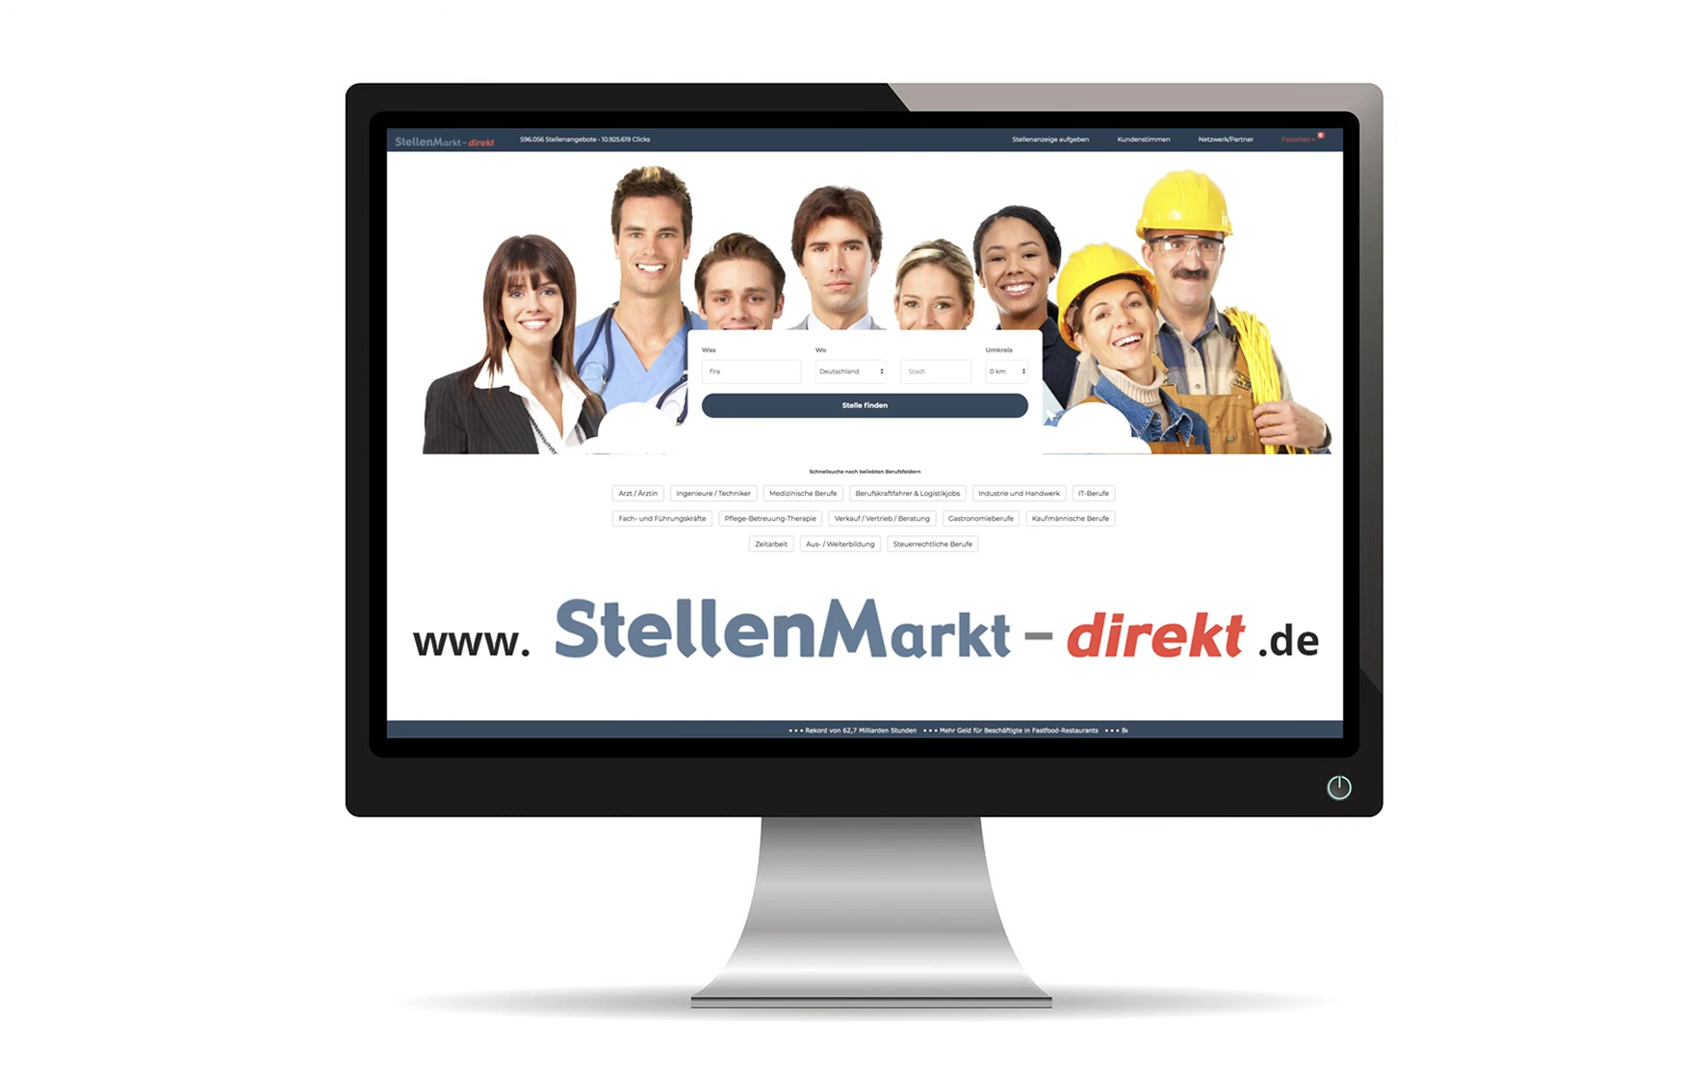 StellenMarkt - direkt 596.056 Stellenangebote • 10.925.619 Clicks Stellenanzeige aufgeben Kundenstimmen Netzwerk/Partner Favoriten
Was Wo Umkreis
fira Deutschland Stadt 0 km
Stelle finden
Schnellsuche nach beliebten Berufsfeldern
Arzt / Ärztin Ingenieure / Techniker Medizinische Berufe Berufskraftfahrer & Logistikjobs Industrie und Handwerk IT-Berufe
Fach- und Führungskräfte Pflege-Betreuung-Therapie Verkauf / Vertrieb / Beratung Gastronomieberufe Kaufmännische Berufe
Zeitarbeit Aus- / Weiterbildung Steuerrechtliche Berufe
www. StellenMarkt - direkt .de
• • • Rekord von 62,7 Milliarden Stunden • • • Mehr Geld für Beschäftigte in Fastfood-Restaurants • • • Be